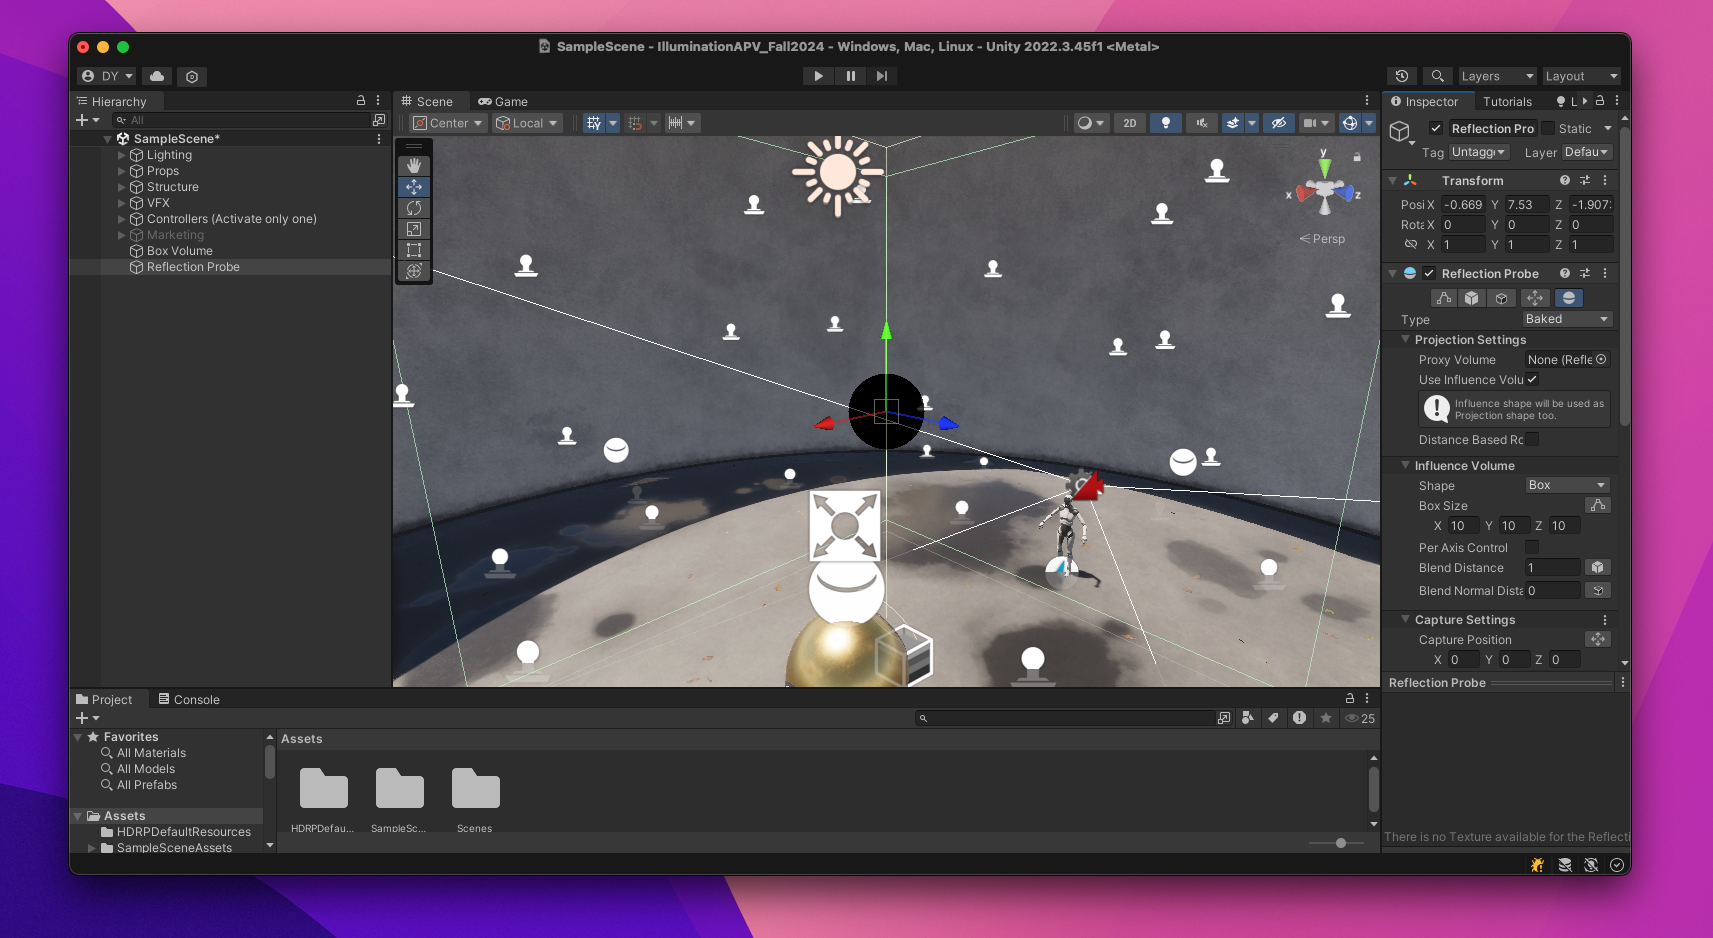 SampleScene - IlluminationAPV_Fall2024 - Windows, Mac, Linux - Unity 2022.3.45f1 <Metal>
DY
Layers
Layout
Hierarchy
All
SampleScene*
Lighting
Props
Structure
VFX
Controllers (Activate only one)
Marketing
Box Volume
Reflection Probe
Scene
Game
Center
Local
2D
y
x
z
Persp
Inspector
Tutorials
L
Reflection Pro
Static
Tag
Untagge
Layer
Defau
Transform
Posi X -0.669 Y 7.53 Z -1.907
Rota X 0 Y 0 Z 0
X 1 Y 1 Z 1
Reflection Probe
Type
Baked
Projection Settings
Proxy Volume
None (Refle
Use Influence Volu
Influence shape will be used as
Projection shape too.
Distance Based Ro
Influence Volume
Shape
Box
Box Size
X 10 Y 10 Z 10
Per Axis Control
Blend Distance
1
Blend Normal Dista
0
Capture Settings
Capture Position
X 0 Y 0 Z 0
Reflection Probe
There is no Texture available for the Reflecti
Project
Console
25
Favorites
All Materials
All Models
All Prefabs
Assets
HDRPDefaultResources
SampleSceneAssets
Assets
HDRPDefau...
SampleSc...
Scenes